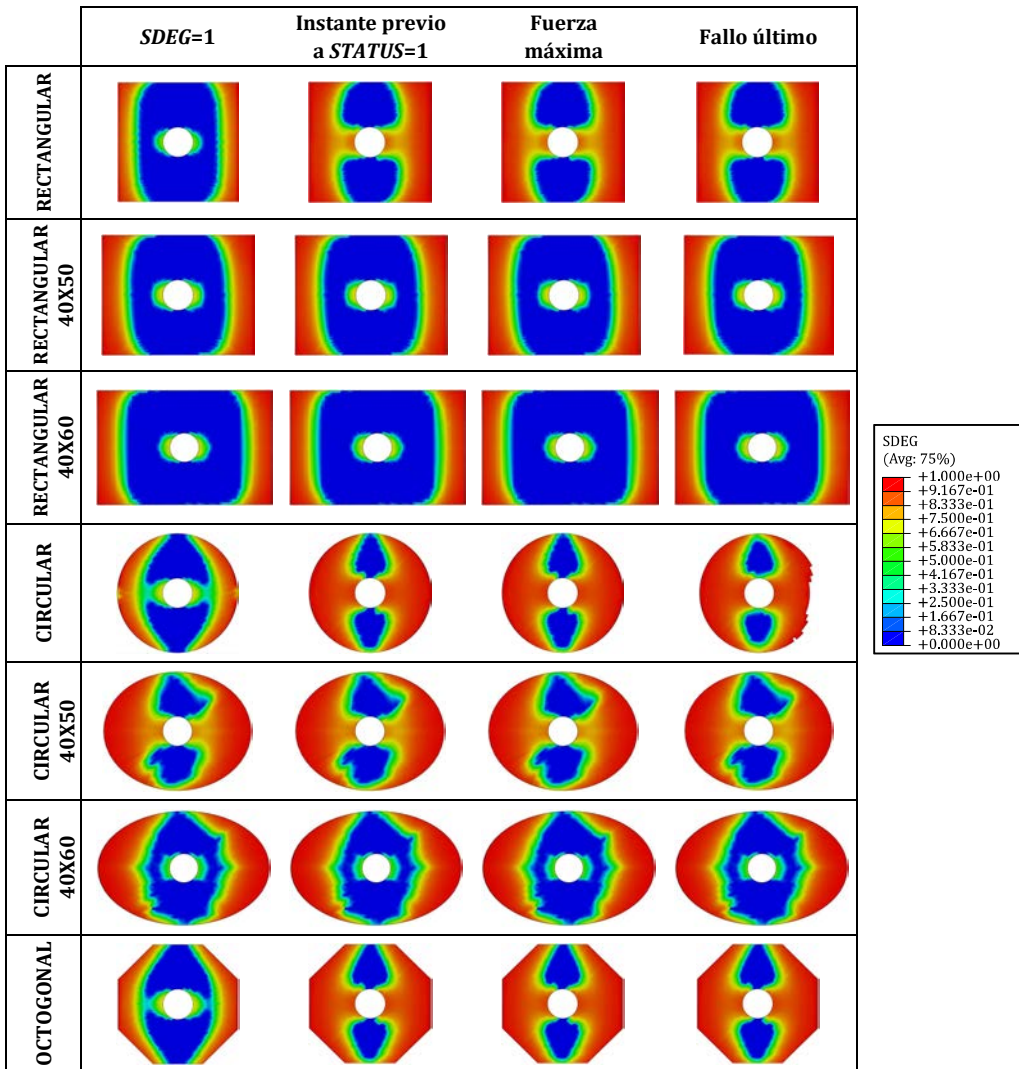 SDEG=1
Instante previo
a STATUS=1
Fuerza
máxima
Fallo último
RECTANGULAR
RECTANGULAR
40X50
RECTANGULAR
40X60
CIRCULAR
CIRCULAR
40X50
CIRCULAR
40X60
OCTOGONAL
SDEG
(Avg: 75%)
+1.000e+00
+9.167e-01
+8.333e-01
+7.500e-01
+6.667e-01
+5.833e-01
+5.000e-01
+4.167e-01
+3.333e-01
+2.500e-01
+1.667e-01
+8.333e-02
+0.000e+00